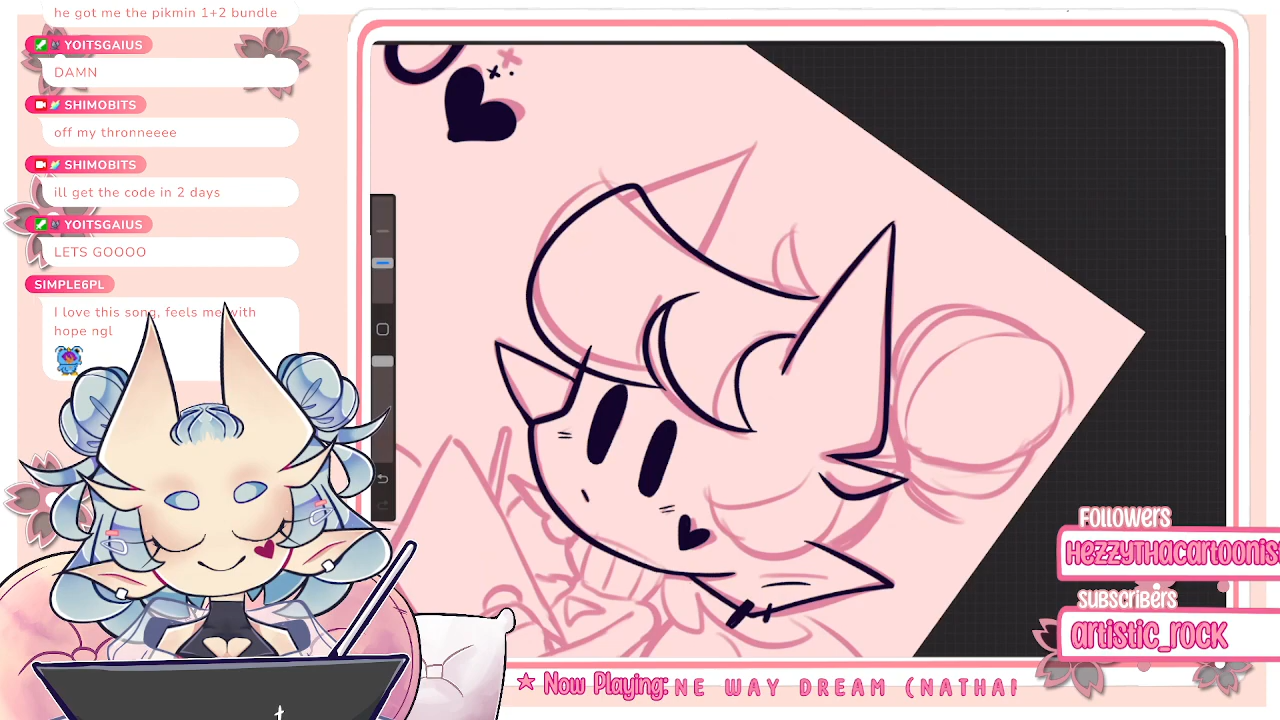 he got me the pikmin 1+2 bundle
YOITSGAIUS
DAMN
SHIMOBITS
off my thronneeee
SHIMOBITS
ill get the code in 2 days
YOITSGAIUS
LETS GOOOO
SIMPLE6PL
I love this song, feels me with
hope ngl
Followers
HezzyThaCartoonist
Subscribers
artistic_rock
Now Playing: NE WAY DREAM (NATHAN